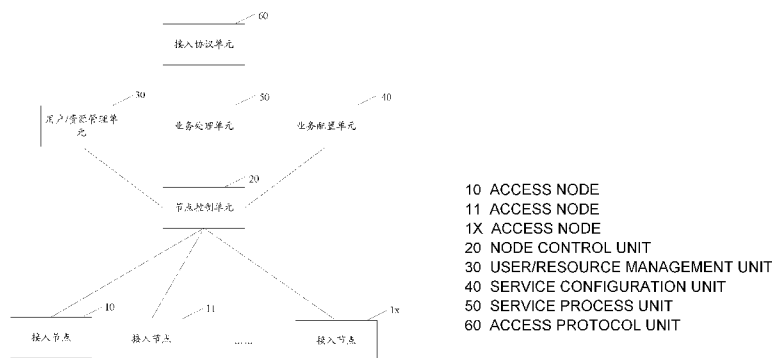 60
接入协议单元
30
50
40
用户/资源管理单
元
业务处理单元
业务配置单元
20
节点控制单元
10
11
1x
接入节点
接入节点
......
接入节点
10 ACCESS NODE
11 ACCESS NODE
1X ACCESS NODE
20 NODE CONTROL UNIT
30 USER/RESOURCE MANAGEMENT UNIT
40 SERVICE CONFIGURATION UNIT
50 SERVICE PROCESS UNIT
60 ACCESS PROTOCOL UNIT